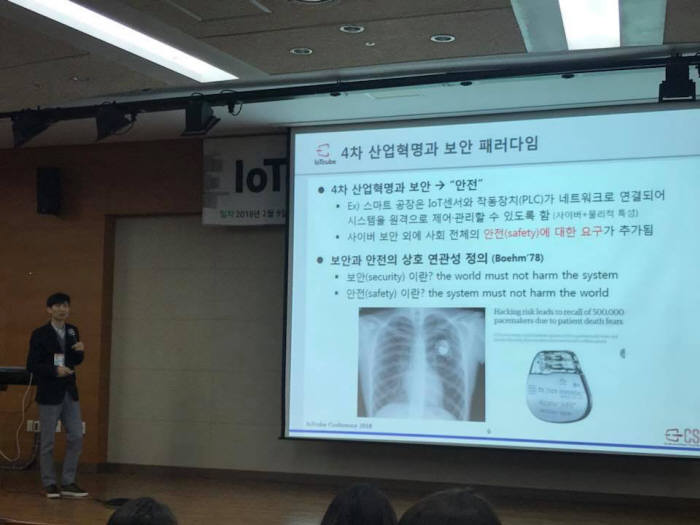 IoT
일자 2018년 2월 9일
IoTcube
4차 산업혁명과 보안 패러다임
● 4차 산업혁명과 보안 → "안전"
▪ Ex) 스마트 공장은 IoT센서와 작동장치(PLC)가 네트워크로 연결되어
시스템을 원격으로 제어·관리할 수 있도록 함 (사이버+물리적 특성)
▪ 사이버 보안 외에 사회 전체의 안전(safety)에 대한 요구가 추가됨
● 보안과 안전의 상호 연관성 정의 (Boehm'78)
▪ 보안(security) 이란? the world must not harm the system
▪ 안전(safety) 이란? the system must not harm the world
Hacking risk leads to recall of 500,000
pacemakers due to patient death fears
IoTcube Conference 2018
6
CS